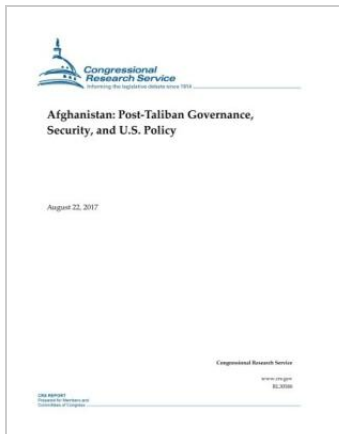 Congressional
Research Service
Informing the legislative debate since 1914
Afghanistan: Post-Taliban Governance,
Security, and U.S. Policy
August 22, 2017
Congressional Research Service
www.crs.gov
RL30588
CRS REPORT
Prepared for Members and
Committees of Congress